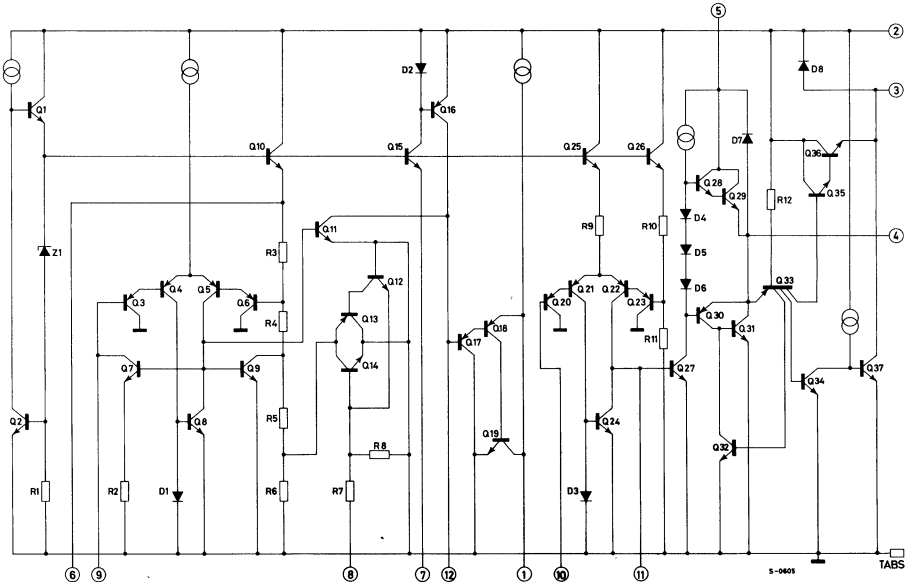 5
2
D2
D8
3
Q1
Q16
D7
Q10
Q15
Q25
Q26
Q36
Q28
Q29
Q35
R12
D4
Q11
R9
R10
4
Z1
R3
D5
Q12
Q3
Q4
Q5
Q6
Q20
Q21
Q22
Q23
D6
Q33
R4
Q13
Q30
Q31
Q18
Q17
R11
Q7
Q9
Q14
Q27
Q34
Q37
Q2
Q8
R5
Q24
Q19
R8
Q32
R1
R2
D1
R6
R7
D3
S-0605
TABS
6
9
8
7
12
1
10
11